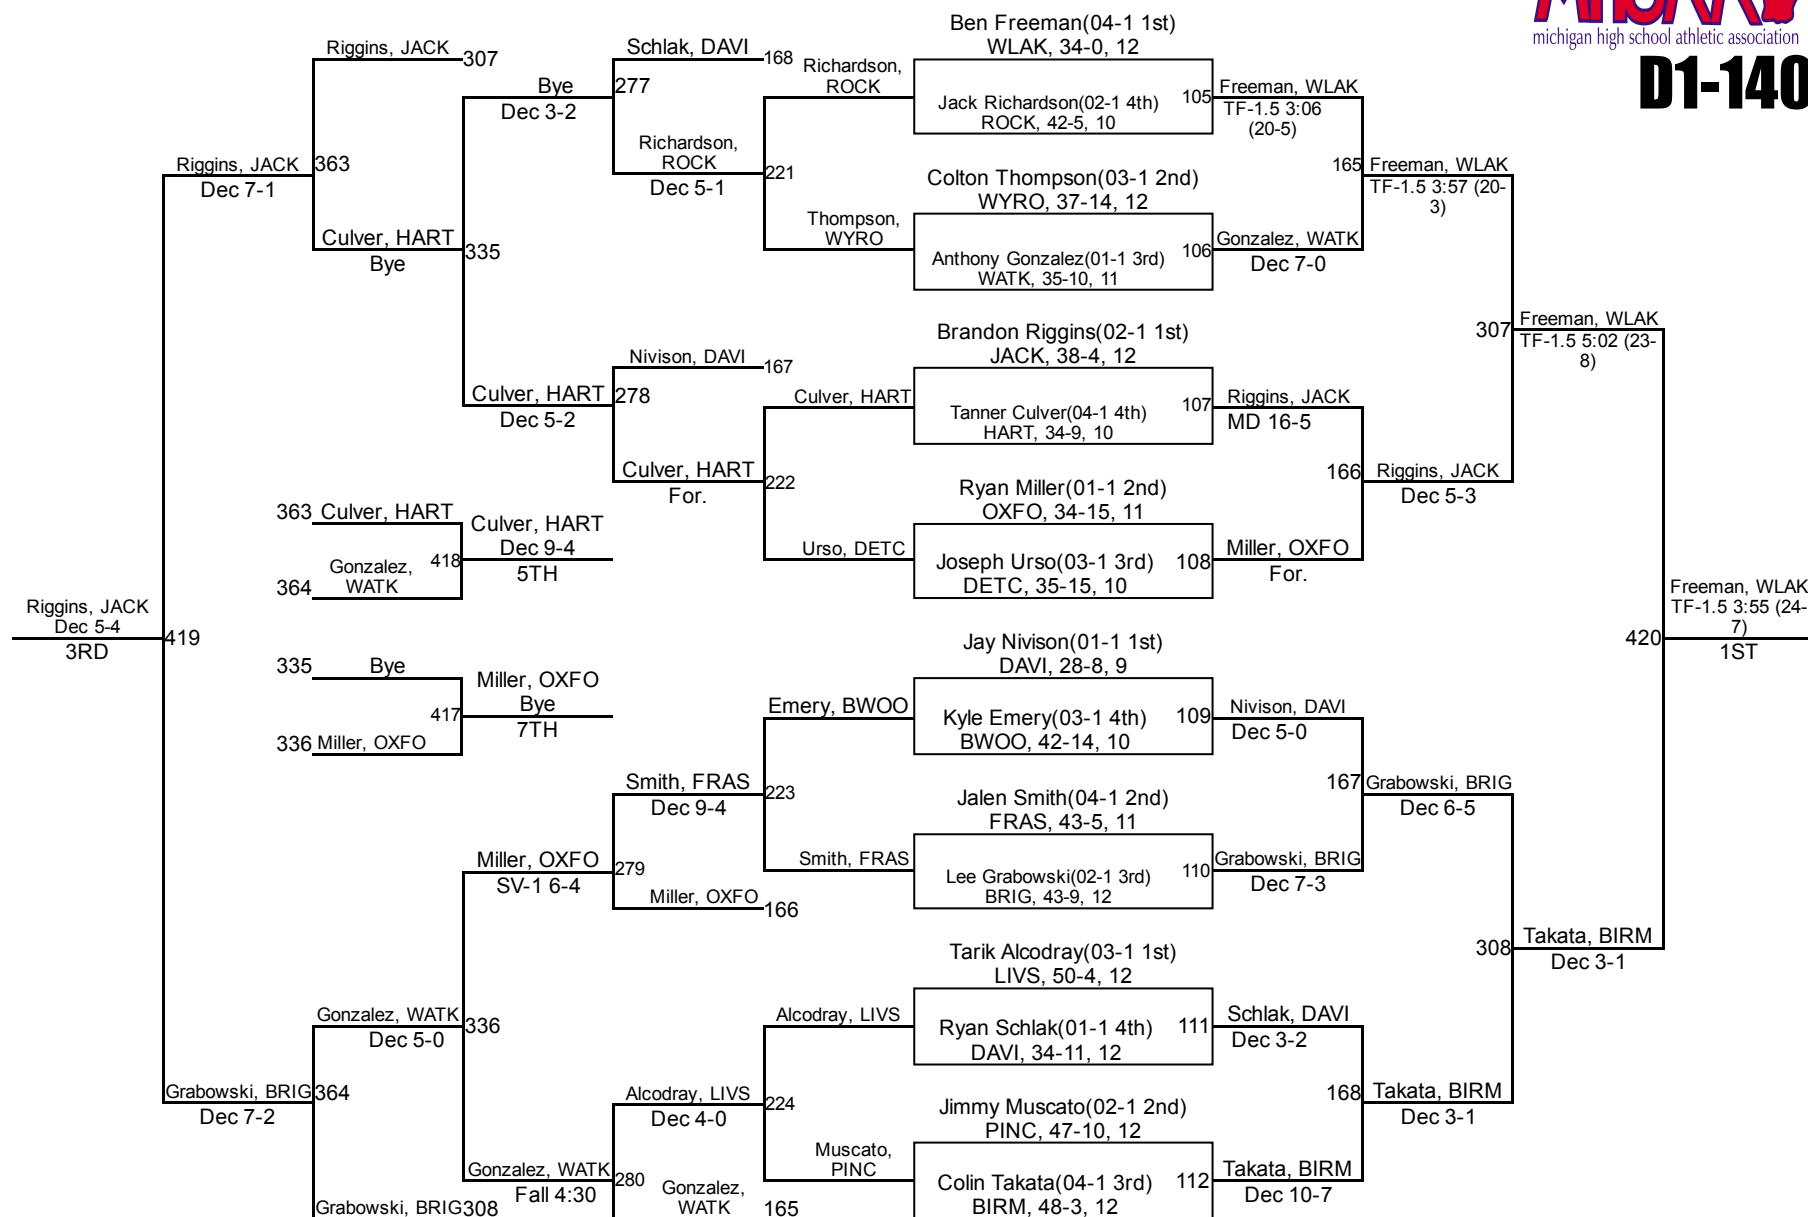 michigan high school athletic association
D1-140
Riggins, JACK
307
Riggins, JACK
Dec 7-1
363
Culver, HART
Bye
Bye
Dec 3-2
335
Schlak, DAVI
168
277
Richardson,
ROCK
Dec 5-1
Nivison, DAVI
167
Culver, HART
Dec 5-2
278
Culver, HART
For.
Richardson,
ROCK
221
Thompson,
WYRO
Culver, HART
222
Urso, DETC
Ben Freeman(04-1 1st)
WLAK, 34-0, 12
Jack Richardson(02-1 4th)
ROCK, 42-5, 10
105
Freeman, WLAK
TF-1.5 3:06
(20-5)
Colton Thompson(03-1 2nd)
WYRO, 37-14, 12
Anthony Gonzalez(01-1 3rd)
WATK, 35-10, 11
106
Gonzalez, WATK
Dec 7-0
165
Freeman, WLAK
TF-1.5 3:57 (20-
3)
Brandon Riggins(02-1 1st)
JACK, 38-4, 12
Tanner Culver(04-1 4th)
HART, 34-9, 10
107
Riggins, JACK
MD 16-5
Ryan Miller(01-1 2nd)
OXFO, 34-15, 11
Joseph Urso(03-1 3rd)
DETC, 35-15, 10
108
Miller, OXFO
For.
166
Riggins, JACK
Dec 5-3
307
Freeman, WLAK
TF-1.5 5:02 (23-
8)
363
Culver, HART
364
Gonzalez,
WATK
418
Culver, HART
Dec 9-4
5TH
Riggins, JACK
Dec 5-4
3RD
419
335
Bye
336
Miller, OXFO
417
Miller, OXFO
Bye
7TH
Freeman, WLAK
TF-1.5 3:55 (24-
7)
420
1ST
Jay Nivison(01-1 1st)
DAVI, 28-8, 9
Kyle Emery(03-1 4th)
BWOO, 42-14, 10
109
Nivison, DAVI
Dec 5-0
Emery, BWOO
Smith, FRAS
Dec 9-4
223
Smith, FRAS
Jalen Smith(04-1 2nd)
FRAS, 43-5, 11
Lee Grabowski(02-1 3rd)
BRIG, 43-9, 12
110
Grabowski, BRIG
Dec 7-3
167
Grabowski, BRIG
Dec 6-5
Miller, OXFO
SV-1 6-4
279
Miller, OXFO
166
Tarik Alcodray(03-1 1st)
LIVS, 50-4, 12
Ryan Schlak(01-1 4th)
DAVI, 34-11, 12
111
Schlak, DAVI
Dec 3-2
308
Takata, BIRM
Dec 3-1
Gonzalez, WATK
Dec 5-0
336
Alcodray, LIVS
Alcodray, LIVS
Dec 4-0
224
Muscato,
PINC
Jimmy Muscato(02-1 2nd)
PINC, 47-10, 12
Colin Takata(04-1 3rd)
BIRM, 48-3, 12
112
Takata, BIRM
Dec 10-7
168
Takata, BIRM
Dec 3-1
Grabowski, BRIG
Dec 7-2
364
Gonzalez, WATK
Fall 4:30
280
Gonzalez,
WATK
165
Grabowski, BRIG
308